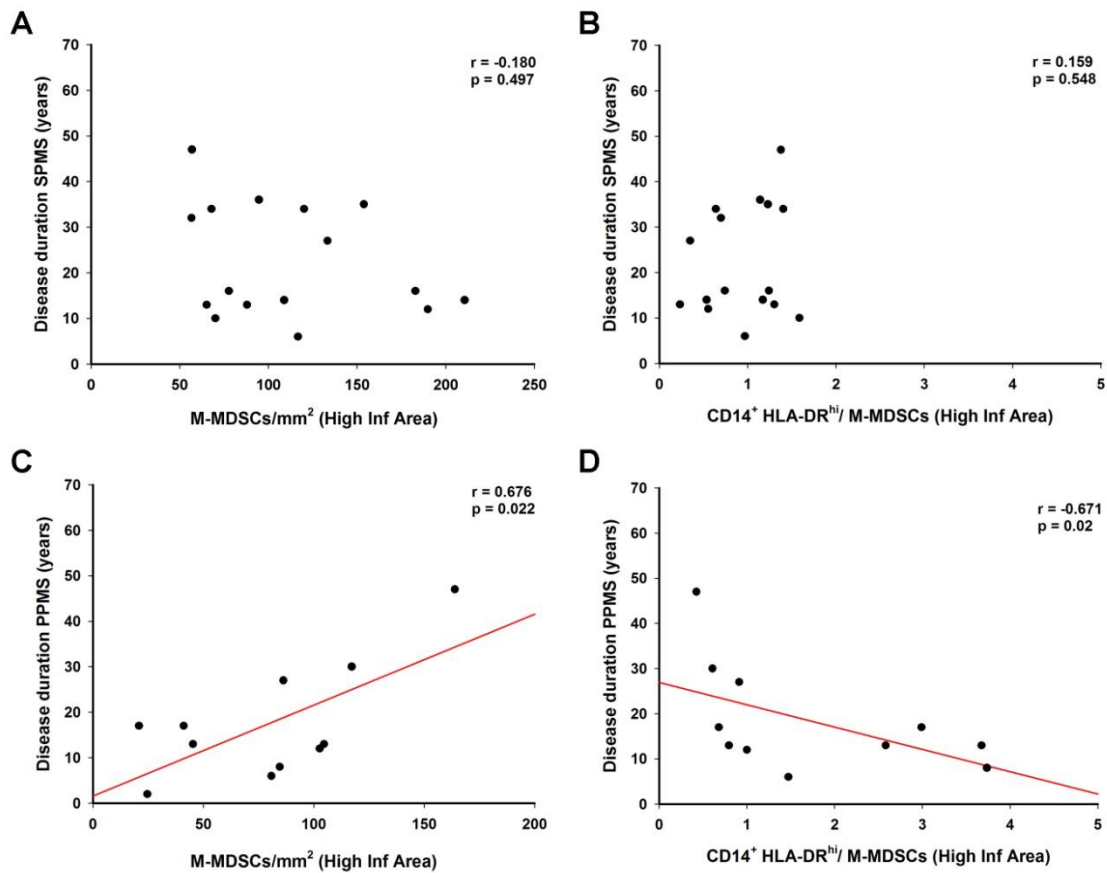 A
70
60
50
40
30
20
10
0
Disease duration SPMS (years)
r = -0.180
p = 0.497
0 50 100 150 200 250
M-MDSCs/mm² (High Inf Area)
B
70
60
50
40
30
20
10
0
Disease duration SPMS (years)
r = 0.159
p = 0.548
0 1 2 3 4 5
CD14⁺ HLA-DRʰⁱ/ M-MDSCs (High Inf Area)
C
70
60
50
40
30
20
10
0
Disease duration PPMS (years)
r = 0.676
p = 0.022
0 50 100 150 200
M-MDSCs/mm² (High Inf Area)
D
70
60
50
40
30
20
10
0
Disease duration PPMS (years)
r = -0.671
p = 0.02
0 1 2 3 4 5
CD14⁺ HLA-DRʰⁱ/ M-MDSCs (High Inf Area)